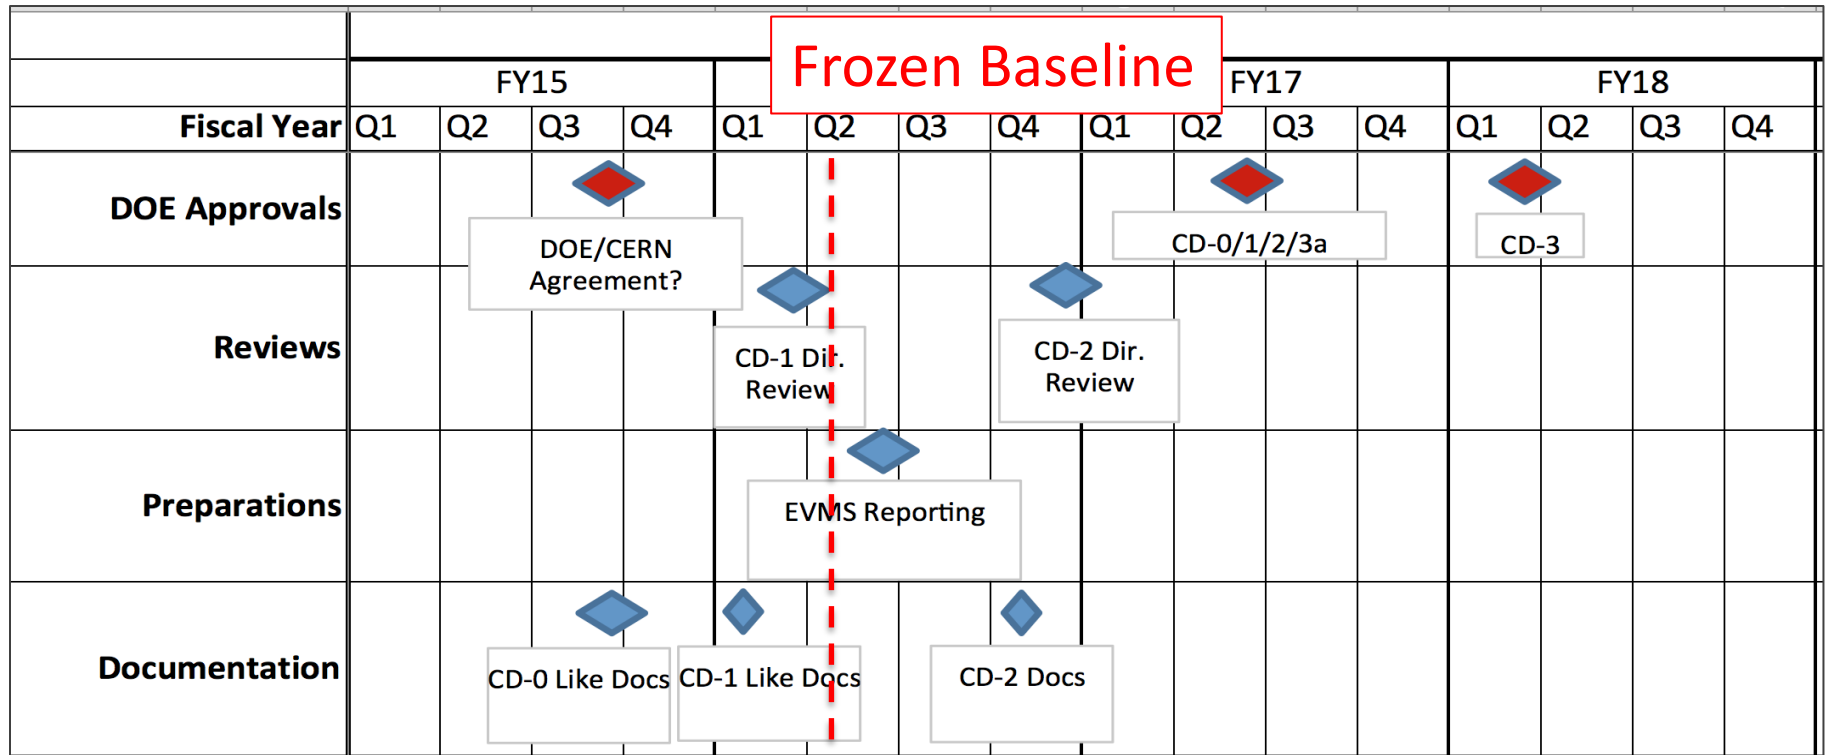 Frozen Baseline
FY15 FY17 FY18
Fiscal Year Q1 Q2 Q3 Q4 Q1 Q2 Q3 Q4 Q1 Q2 Q3 Q4 Q1 Q2 Q3 Q4
DOE Approvals
DOE/CERN
Agreement?
CD-0/1/2/3a
CD-3
Reviews
CD-1 Dir.
Review
CD-2 Dir.
Review
Preparations
EVMS Reporting
Documentation
CD-0 Like Docs
CD-1 Like Docs
CD-2 Docs